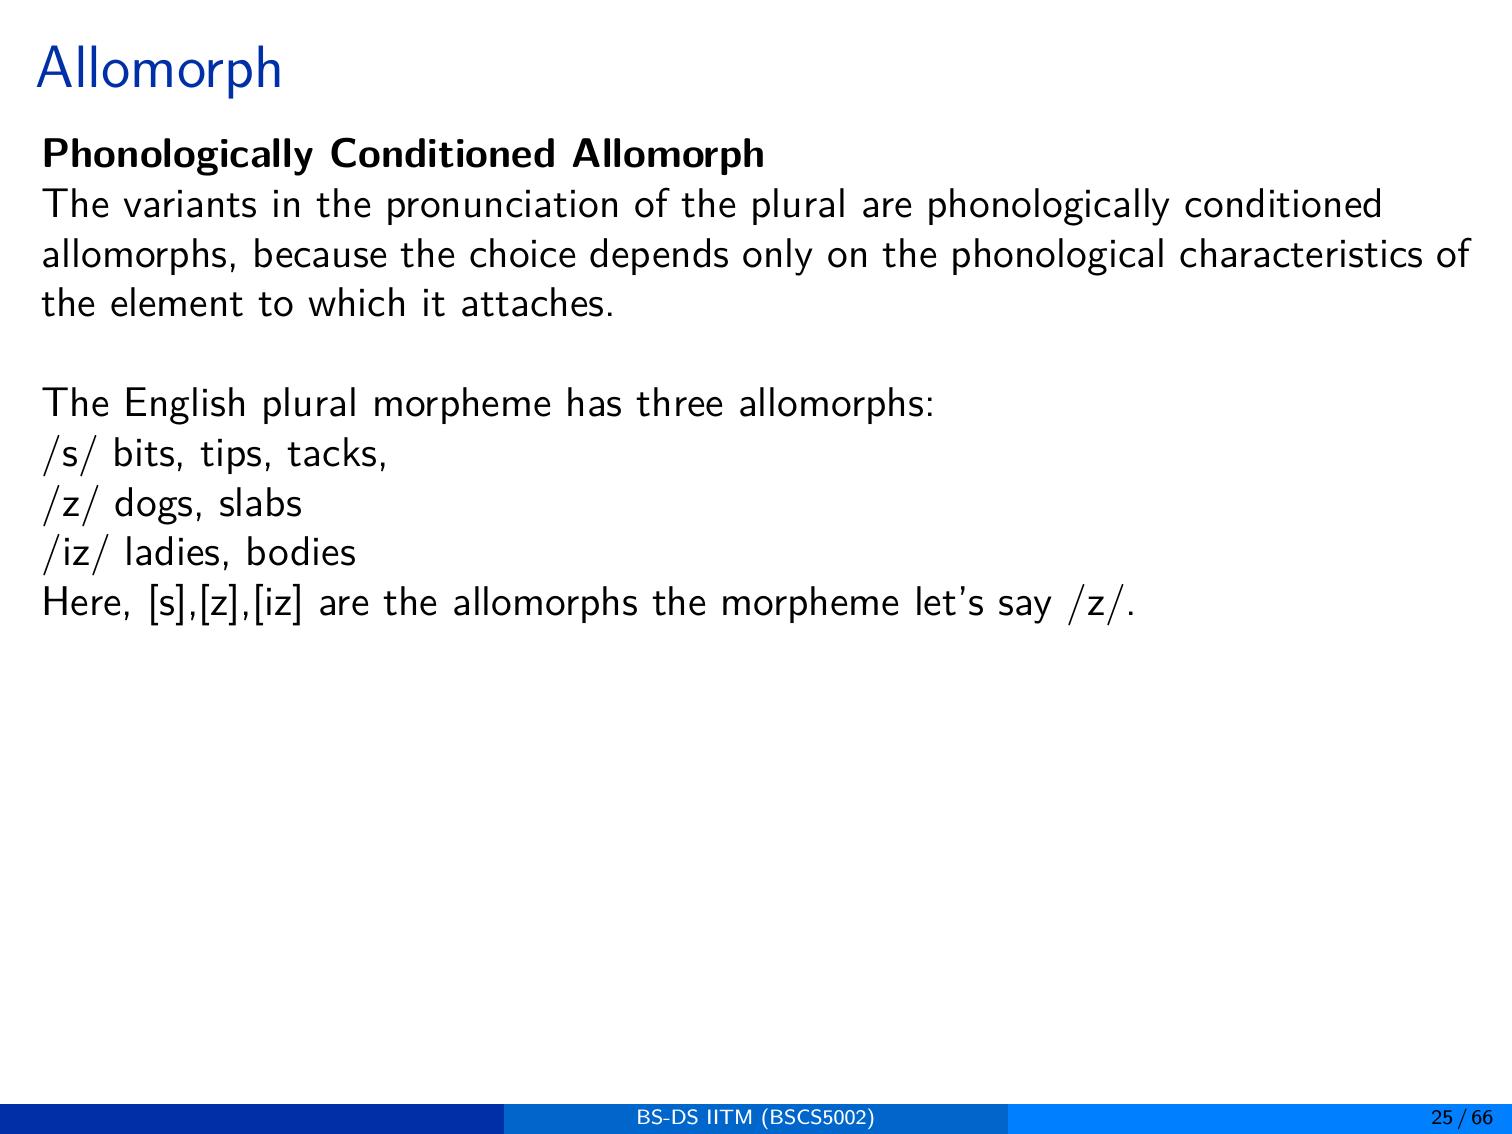 Allomorph
Phonologically Conditioned Allomorph
The variants in the pronunciation of the plural are phonologically conditioned
allomorphs, because the choice depends only on the phonological characteristics of
the element to which it attaches.
The English plural morpheme has three allomorphs:
/s/ bits, tips, tacks,
/z/ dogs, slabs
/iz/ ladies, bodies
Here, [s],[z],[iz] are the allomorphs the morpheme let's say /z/.
BS-DS IITM (BSCS5002)
25 / 66